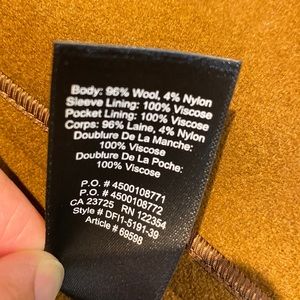 Body: 96% Wool, 4% Nylon
Sleeve Lining: 100% Viscose
Pocket Lining: 100% Viscose
Corps: 96% Laine, 4% Nylon
Doublure De La Manche:
100% Viscose
Doublure De La Poche:
100% Viscose
P.O. # 4500108771
P.O. # 4500108772
CA 23725 RN 122354
Style # DFI1-5191-39
Article # 69598